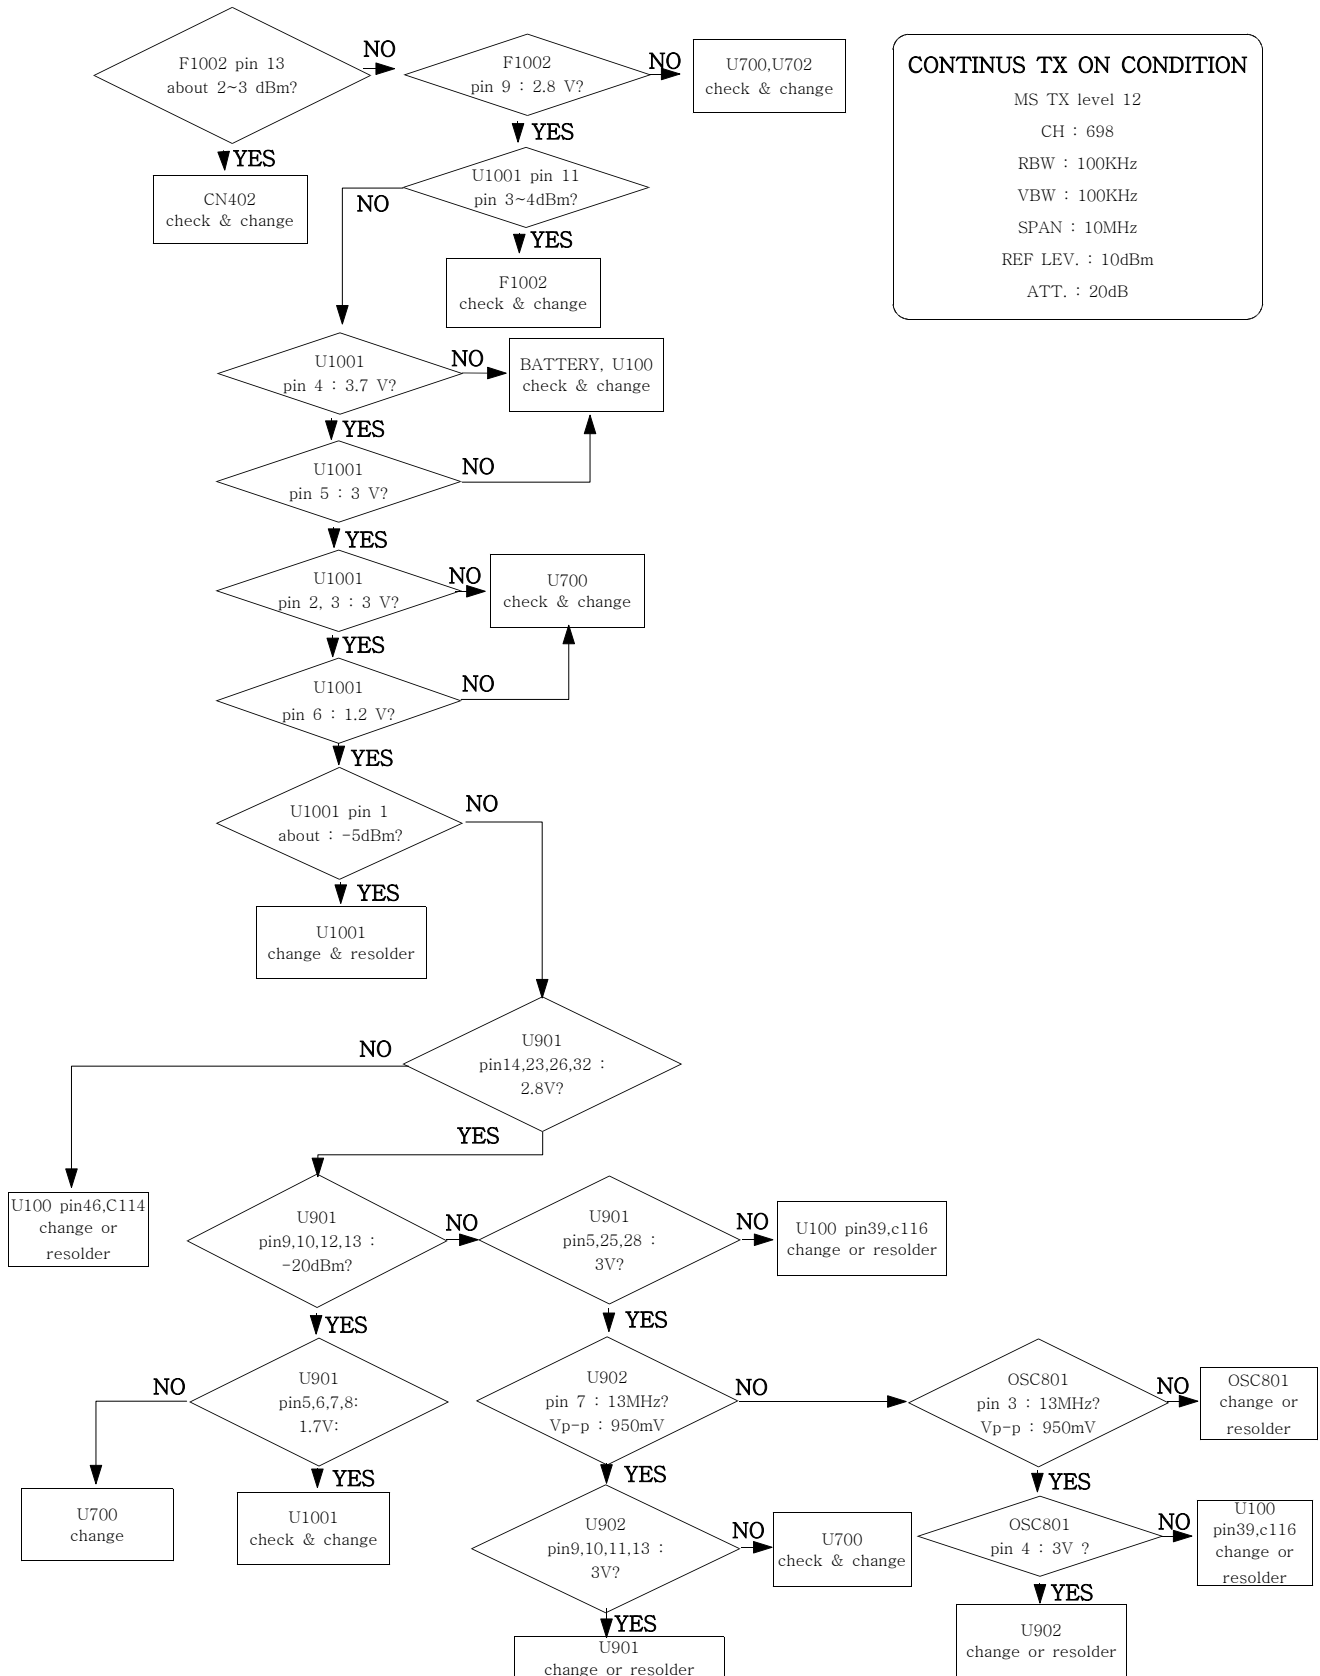 F1002 pin 13
about 2~3 dBm?
NO
F1002
pin 9 : 2.8 V?
NO
U700,U702
check & change
CONTINUS TX ON CONDITION
MS TX level 12
CH : 698
RBW : 100KHz
VBW : 100KHz
SPAN : 10MHz
REF LEV. : 10dBm
ATT. : 20dB
YES
CN402
check & change
YES
U1001 pin 11
pin 3~4dBm?
NO
YES
F1002
check & change
U1001
pin 4 : 3.7 V?
NO
BATTERY, U100
check & change
YES
U1001
pin 5 : 3 V?
NO
YES
U1001
pin 2, 3 : 3 V?
NO
U700
check & change
YES
U1001
pin 6 : 1.2 V?
NO
YES
U1001 pin 1
about : -5dBm?
NO
YES
U1001
change & resolder
U901
pin14,23,26,32 :
2.8V?
NO
YES
U100 pin46,C114
change or
resolder
U901
pin9,10,12,13 :
-20dBm?
NO
U901
pin5,25,28 :
3V?
NO
U100 pin39,c116
change or resolder
YES
YES
U901
pin5,6,7,8:
1.7V:
NO
U902
pin 7 : 13MHz?
Vp-p : 950mV
NO
OSC801
pin 3 : 13MHz?
Vp-p : 950mV
NO
OSC801
change or
resolder
YES
YES
YES
U700
change
U1001
check & change
U902
pin9,10,11,13 :
3V?
NO
U700
check & change
OSC801
pin 4 : 3V ?
NO
U100
pin39,c116
change or
resolder
YES
YES
U901
change or resolder
U902
change or resolder